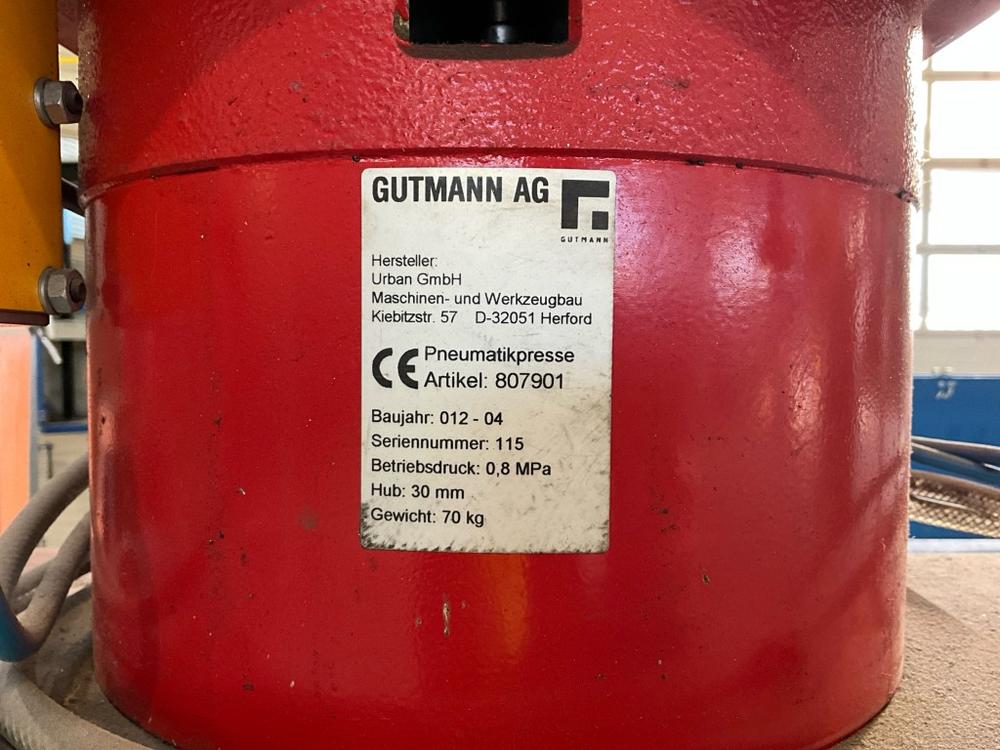 GUTMANN AG
GUTMANN
Hersteller:
Urban GmbH
Maschinen- und Werkzeugbau
Kiebitzstr. 57 D-32051 Herford
CE Pneumatikpresse
Artikel: 807901
Baujahr: 012 - 04
Seriennummer: 115
Betriebsdruck: 0,8 MPa
Hub: 30 mm
Gewicht: 70 kg